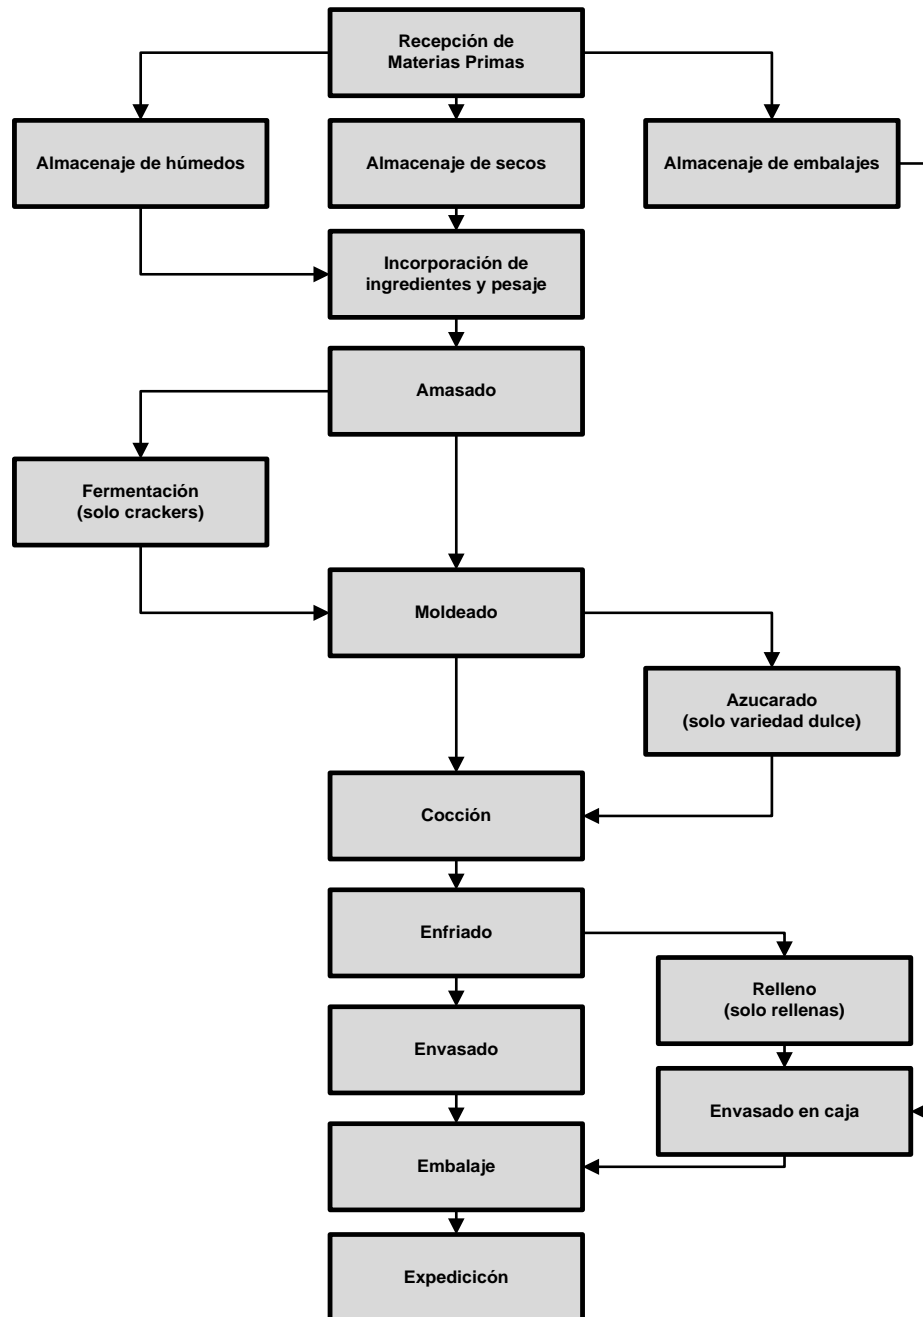 Recepción de
Materias Primas
Almacenaje de húmedos
Almacenaje de secos
Almacenaje de embalajes
Incorporación de
ingredientes y pesaje
Amasado
Fermentación
(solo crackers)
Moldeado
Azucarado
(solo variedad dulce)
Cocción
Enfriado
Relleno
(solo rellenas)
Envasado
Envasado en caja
Embalaje
Expedicicón